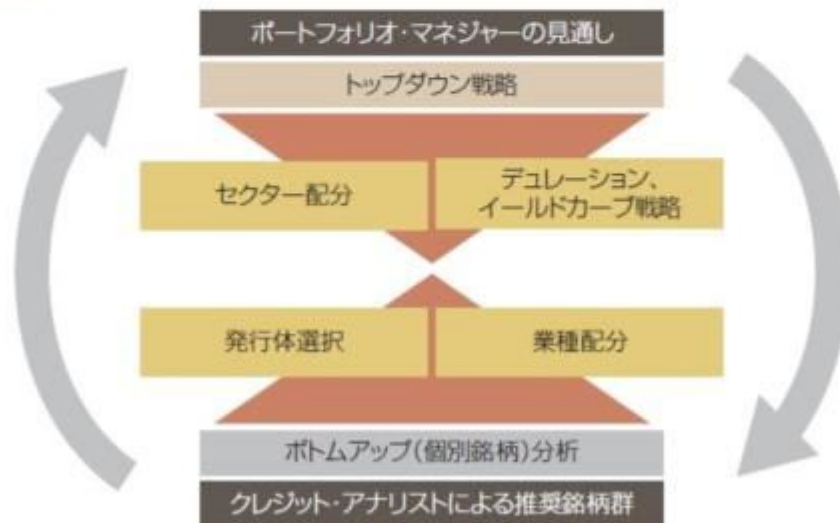 ポートフォリオ・マネジャーの見通し
トップダウン戦略
セクター配分
デュレーション、
イールドカーブ戦略
発行体選択
業種配分
ボトムアップ(個別銘柄)分析
クレジット・アナリストによる推奨銘柄群